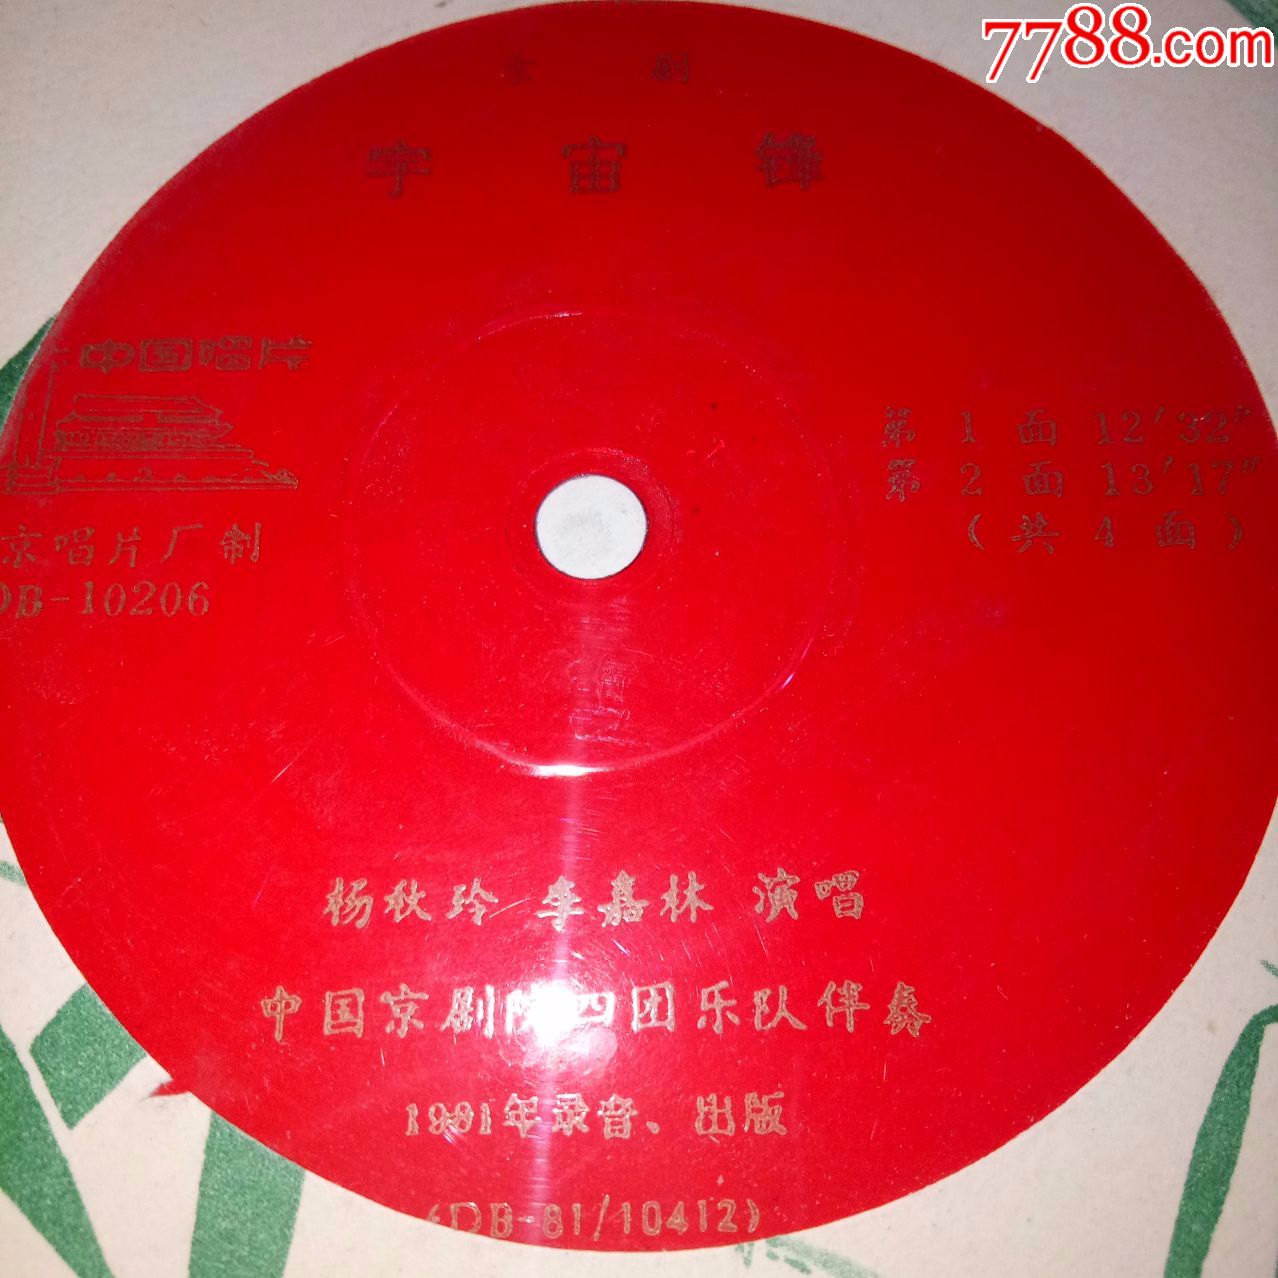 7788.com
京 剧
宇 宙 锋
中国唱片
京唱片厂制
DB-10206
第 1 面 12′32″
第 2 面 13′17″
(共 4 面)
杨秋玲 李嘉林 演唱
中国京剧院四团乐队伴奏
1981年录音、出版
(DB-81/10412)